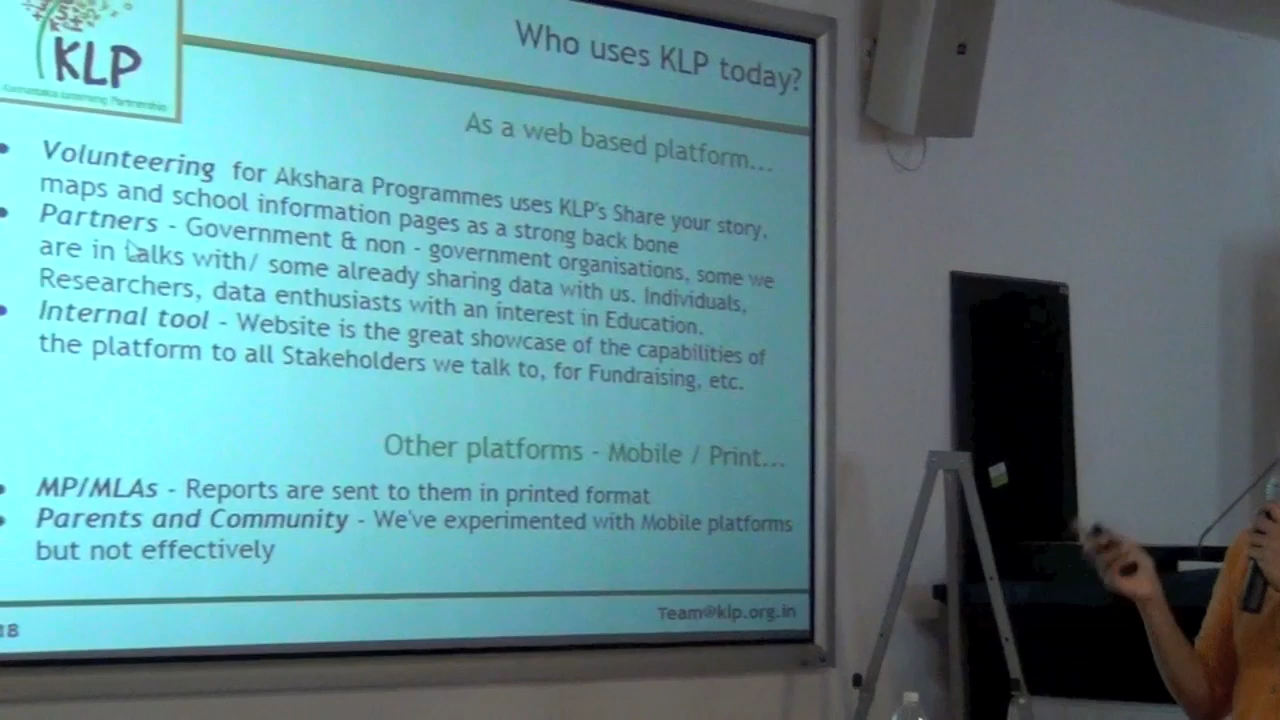 KLP
Karnataka Learning Partnership
Who uses KLP today?
As a web based platform...
• Volunteering for Akshara Programmes uses KLP's Share your story,
maps and school information pages as a strong back bone
• Partners - Government & non - government organisations, some we
are in talks with/ some already sharing data with us. Individuals,
Researchers, data enthusiasts with an interest in Education.
• Internal tool - Website is the great showcase of the capabilities of
the platform to all Stakeholders we talk to, for Fundraising, etc.
Other platforms - Mobile / Print...
• MP/MLAs - Reports are sent to them in printed format
• Parents and Community - We've experimented with Mobile platforms
but not effectively
18
Team@klp.org.in